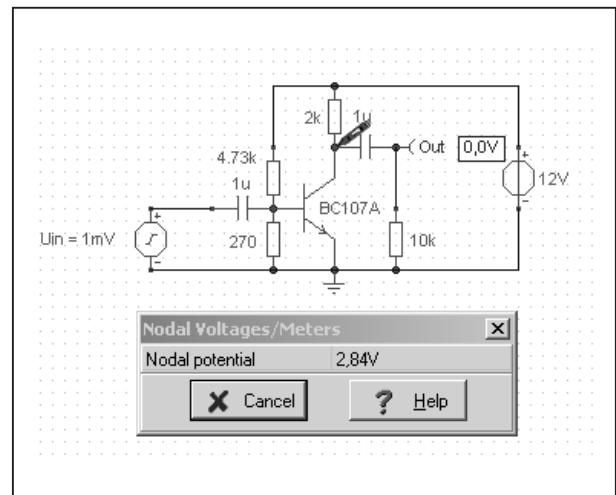 2k
1u
Out
0,0V
4.73k
1u
12V
BC107A
Uin = 1mV
270
10k
+
-
+
-
Nodal Voltages/Meters
Nodal potential 2,84V
Cancel
? Help